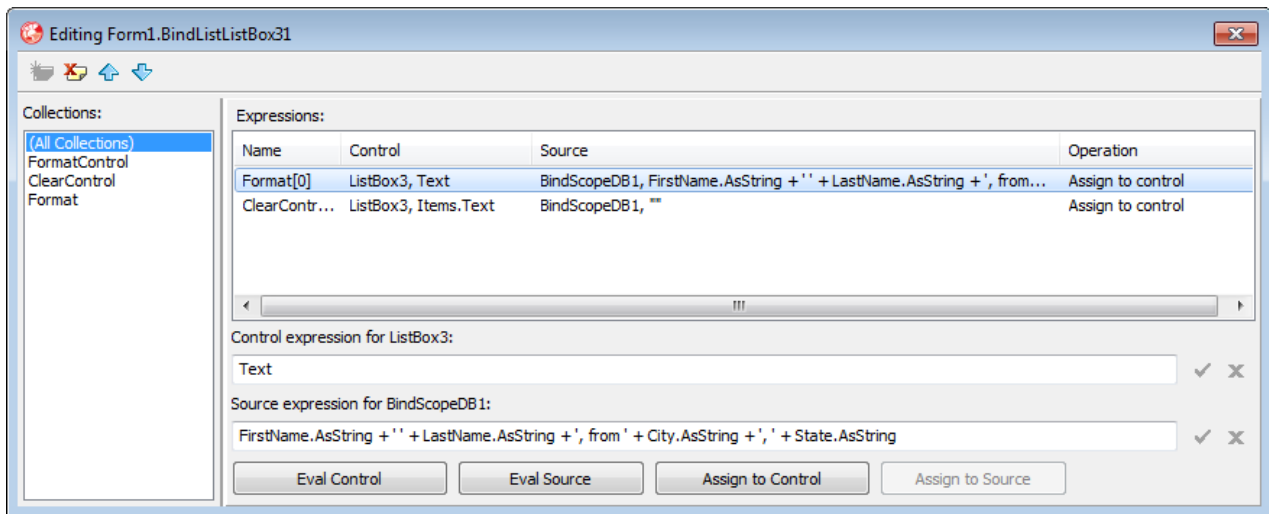 Editing Form1.BindListListBox31
Collections:
(All Collections)
FormatControl
ClearControl
Format
Expressions:
Name Control Source Operation
Format[0] ListBox3, Text BindScopeDB1, FirstName.AsString + ' ' + LastName.AsString + ', from... Assign to control
ClearContr... ListBox3, Items.Text BindScopeDB1, "" Assign to control
Control expression for ListBox3:
Text
Source expression for BindScopeDB1:
FirstName.AsString + ' ' + LastName.AsString + ', from ' + City.AsString + ', ' + State.AsString
Eval Control Eval Source Assign to Control Assign to Source